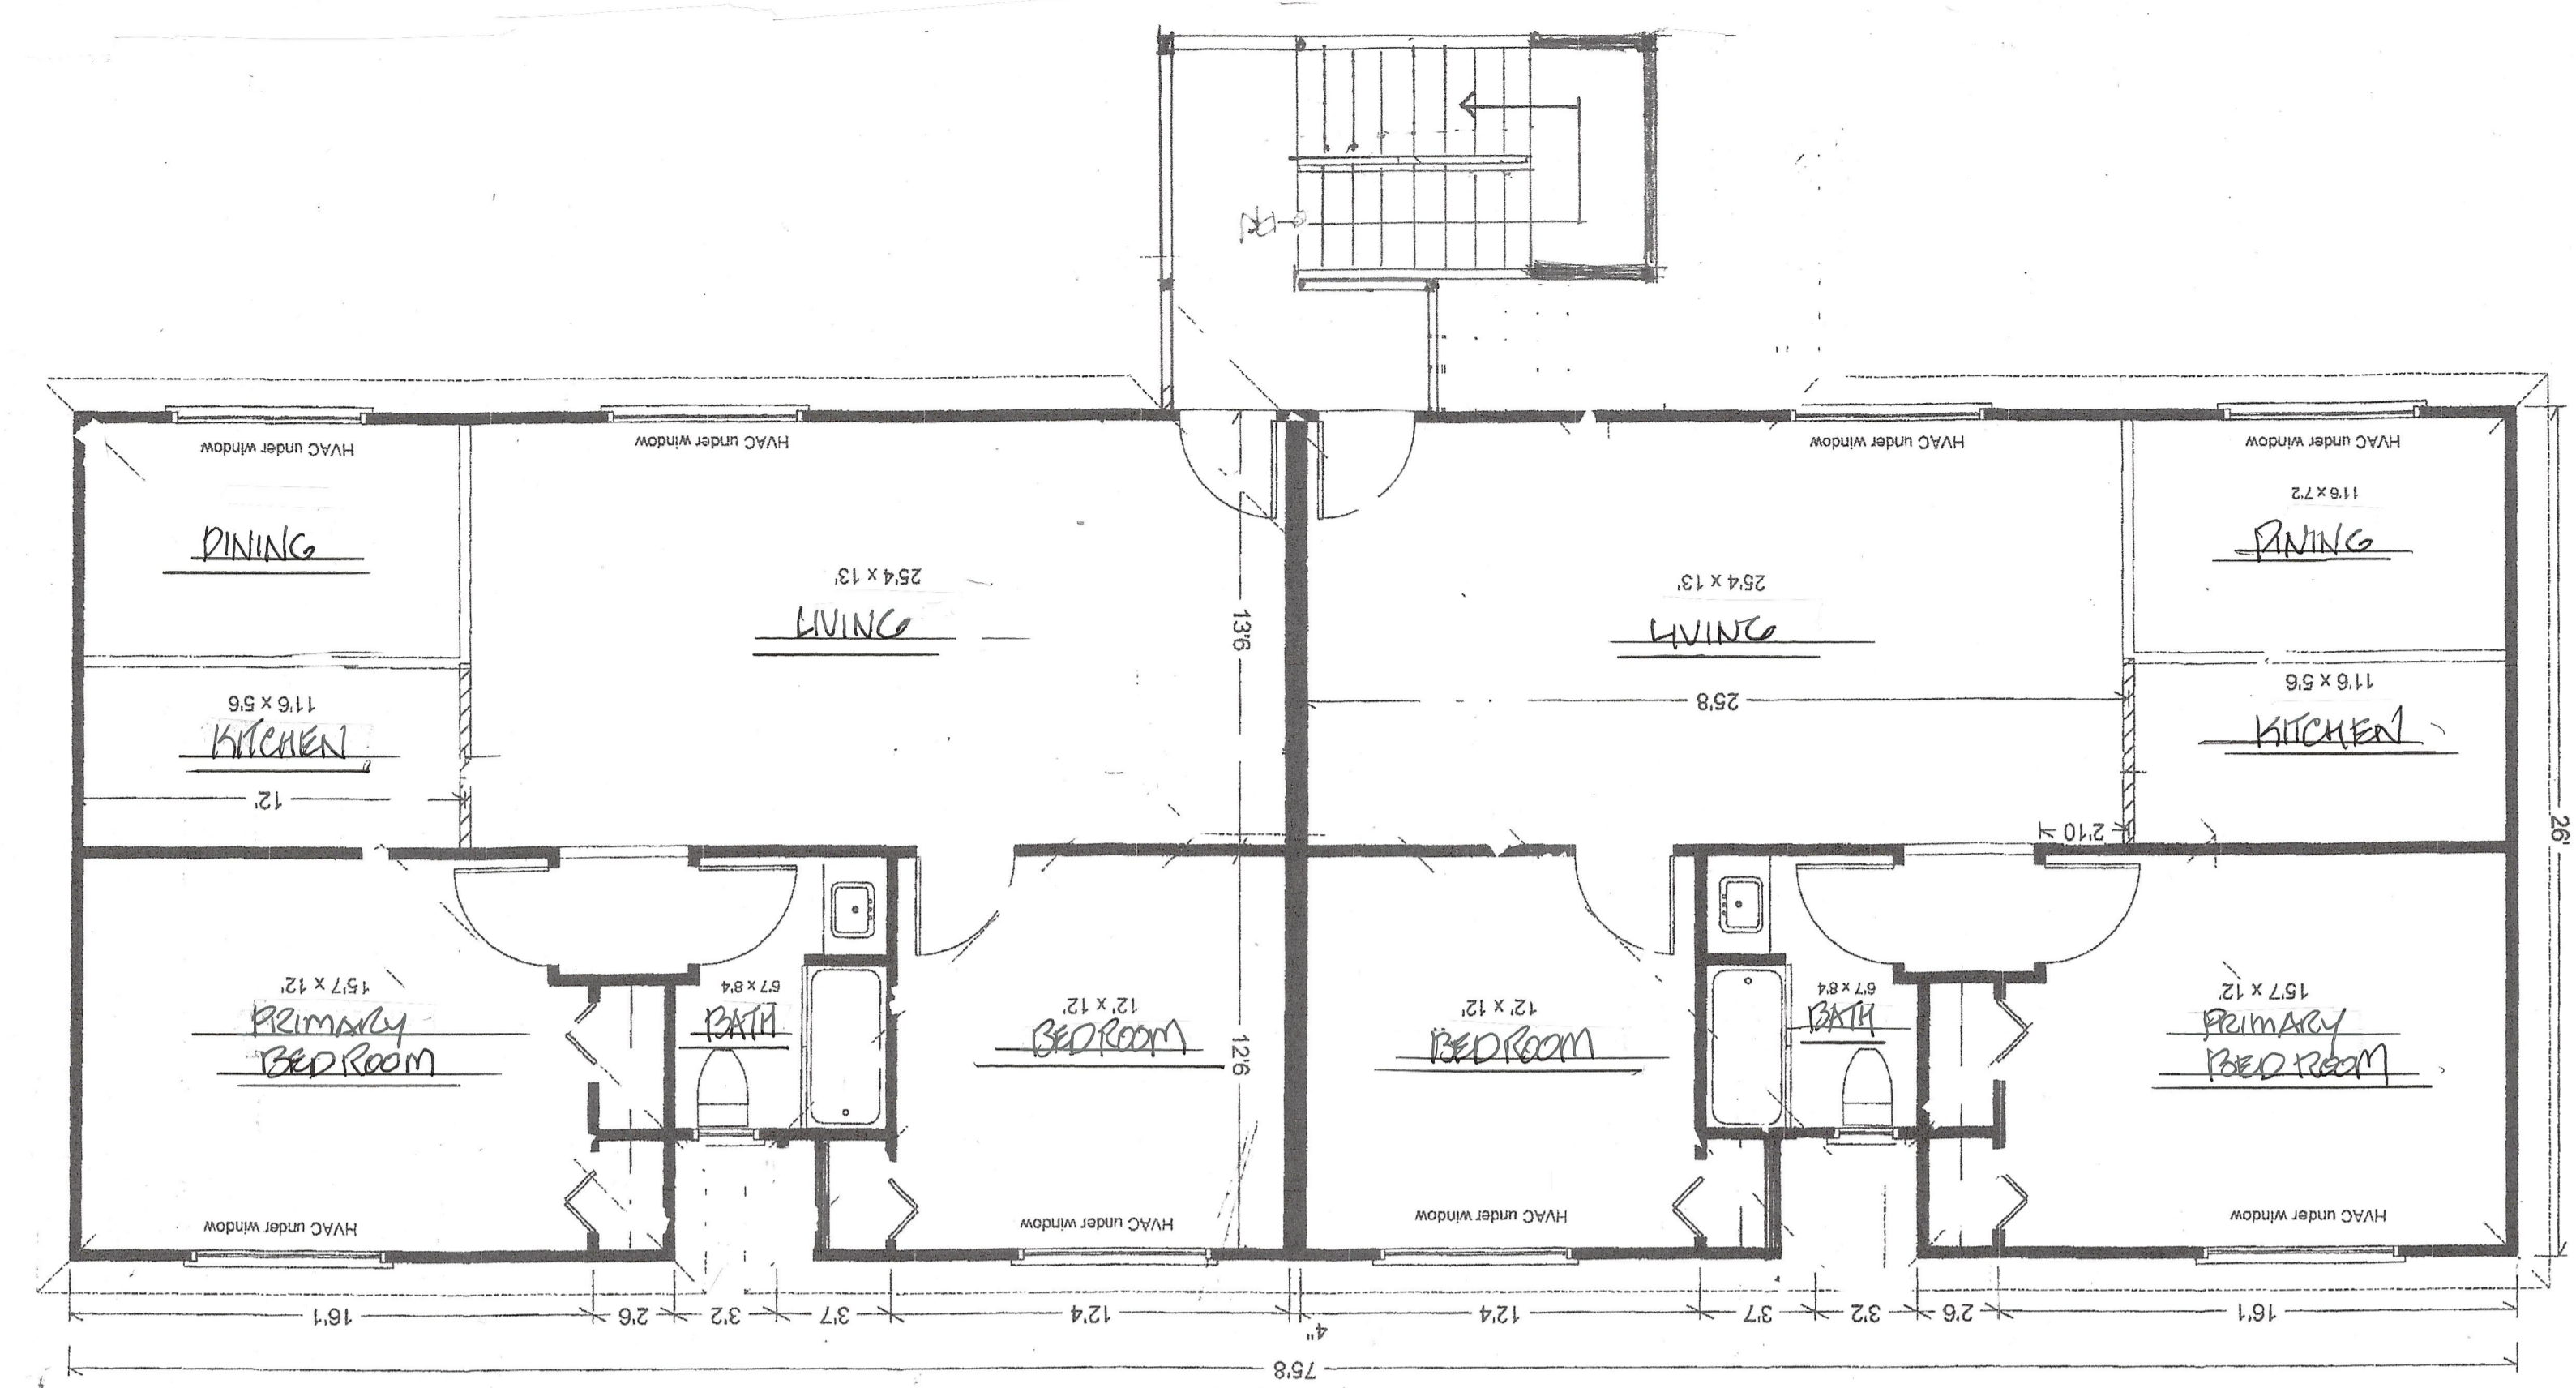 HVAC under window
HVAC under window
HVAC under window
HVAC under window
11'6 x 7'2
DINING
DINING
25'4 x 13'
LIVING
25'4 x 13'
LIVING
13'6
25'8
11'6 x 5'6
KITCHEN
11'6 x 5'6
KITCHEN
12'
2'10
26'
15'7 x 12'
PRIMARY
BEDROOM
6'7 x 8'4
BATH
12' x 12'
BEDROOM
12'6
12' x 12'
BEDROOM
6'7 x 8'4
BATH
15'7 x 12'
PRIMARY
BEDROOM
HVAC under window
HVAC under window
HVAC under window
HVAC under window
16'1
2'6
3'2
3'7
12'4
4"
12'4
3'7
3'2
2'6
16'1
75'8